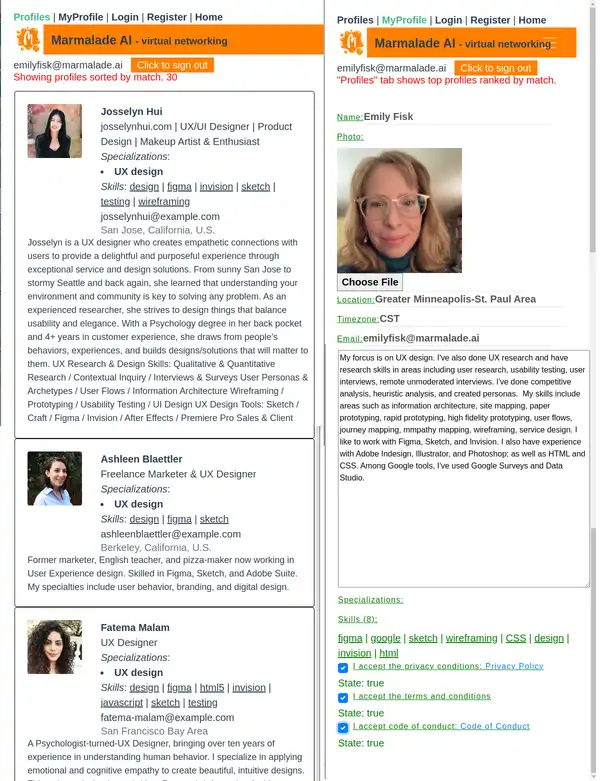 Profiles | MyProfile | Login | Register | Home
Marmalade AI - virtual networking
emilyfisk@marmalade.ai Click to sign out
Showing profiles sorted by match. 30
Josselyn Hui
josselynhui.com | UX/UI Designer | Product
Design | Makeup Artist & Enthusiast
Specializations:
• UX design
Skills: design | figma | invision | sketch |
testing | wireframing
josselynhui@example.com
San Jose, California, U.S.
Josselyn is a UX designer who creates empathetic connections with
users to provide a delightful and purposeful experience through
exceptional service and design solutions. From sunny San Jose to
stormy Seattle and back again, she learned that understanding your
environment and community is key to solving any problem. As an
experienced researcher, she strives to design things that balance
usability and elegance. With a Psychology degree in her back pocket
and 4+ years in customer experience, she draws from people's
behaviors, experiences, and builds designs/solutions that will matter to
them. UX Research & Design Skills: Qualitative & Quantitative
Research / Contextual Inquiry / Interviews & Surveys User Personas &
Archetypes / User Flows / Information Architecture Wireframing /
Prototyping / Usability Testing / UI Design UX Design Tools: Sketch /
Craft / Figma / Invision / After Effects / Premiere Pro Sales & Client
Ashleen Blaettler
Freelance Marketer & UX Designer
Specializations:
• UX design
Skills: design | figma | sketch
ashleenblaettler@example.com
Berkeley, California, U.S.
Former marketer, English teacher, and pizza-maker now working in
User Experience design. Skilled in Figma, Sketch, and Adobe Suite.
My specialties include user behavior, branding, and digital design.
Fatema Malam
UX Designer
Specializations:
• UX design
Skills: design | figma | html5 | invision |
javascript | sketch | testing
fatema-malam@example.com
San Francisco Bay Area
A Psychologist-turned-UX Designer, bringing over ten years of
experience in understanding human behavior. I specialize in applying
emotional and cognitive empathy to create beautiful, intuitive designs.
Profiles | MyProfile | Login | Register | Home
Marmalade AI - virtual networking
emilyfisk@marmalade.ai Click to sign out
"Profiles" tab shows top profiles ranked by match.
Name:Emily Fisk
Photo:
Choose File
Location:Greater Minneapolis-St. Paul Area
Timezone:CST
Email:emilyfisk@marmalade.ai
My forcus is on UX design. I've also done UX research and have
research skills in areas including user research, usability testing, user
interviews, remote unmoderated interviews. I've done competitive
analysis, heuristic analysis, and created personas. My skills include
areas such as information architecture, site mapping, paper
prototyping, rapid prototyping, high fidelity prototyping, user flows,
journey mapping, mmpathy mapping, wireframing, service design. I
like to work with Figma, Sketch, and Invision. I also have experience
with Adobe Indesign, Illustrator, and Photoshop; as well as HTML and
CSS. Among Google tools, I've used Google Surveys and Data
Studio.
Specializations:
Skills (8):
figma | google | sketch | wireframing | CSS | design |
invision | html
I accept the privacy conditions: Privacy Policy
State: true
I accept the terms and conditions
State: true
I accept code of conduct: Code of Conduct
State: true